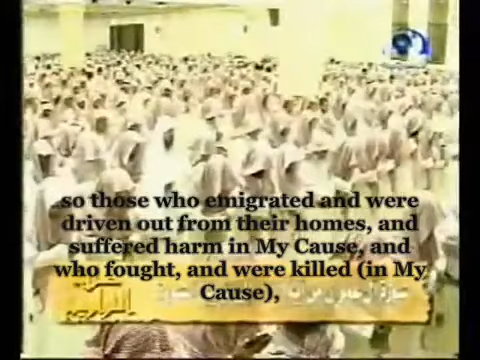 so those who emigrated and were
driven out from their homes, and
suffered harm in My Cause, and
who fought, and were killed (in My
Cause),